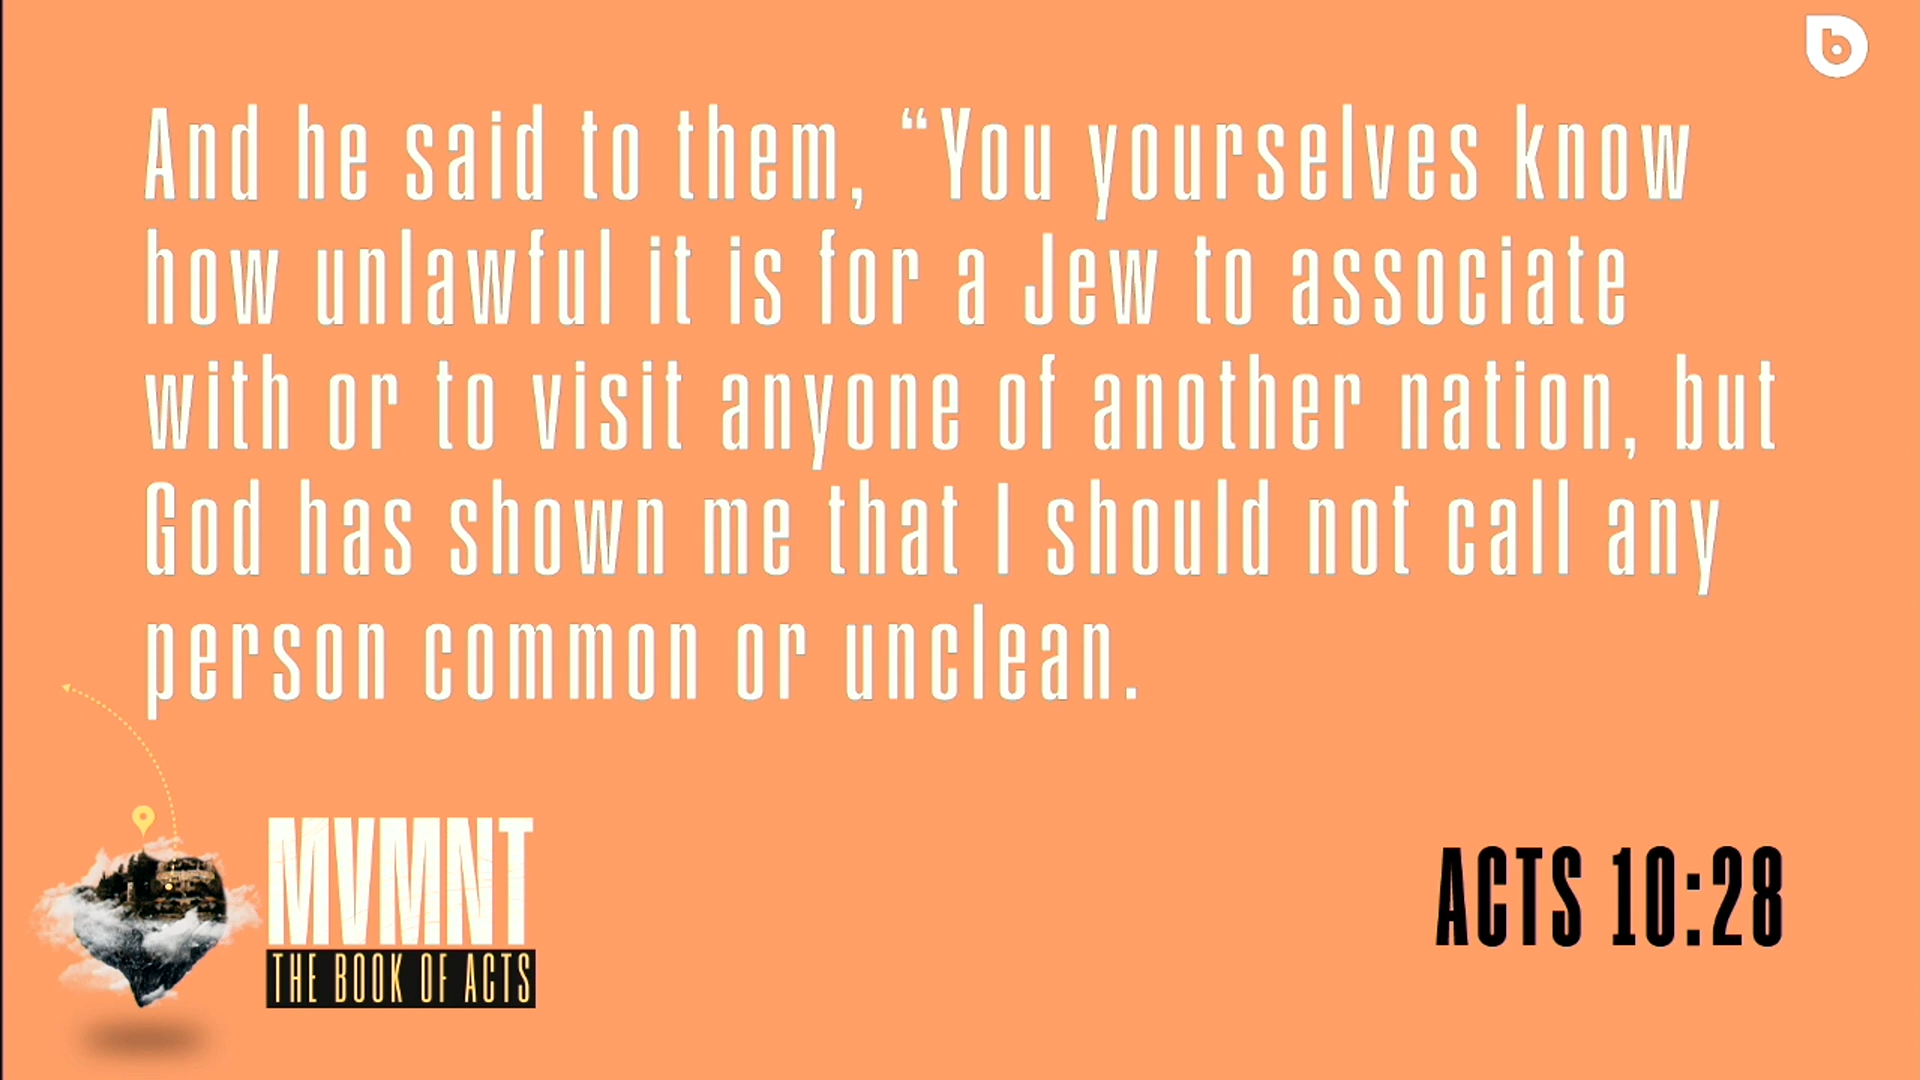 b
And he said to them, “You yourselves know
how unlawful it is for a Jew to associate
with or to visit anyone of another nation, but
God has shown me that I should not call any
person common or unclean.
MVMNT
THE BOOK OF ACTS
ACTS 10:28